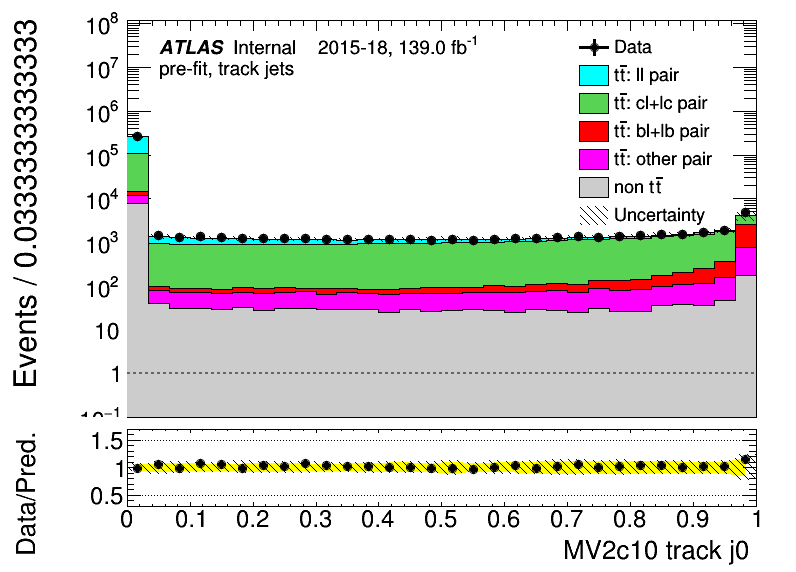 Events / 0.03333333333333
10⁸
10⁷
10⁶
10⁵
10⁴
10³
10²
10
1
10⁻¹
ATLAS Internal 2015-18, 139.0 fb⁻¹
pre-fit, track jets
Data
tt̄: ll pair
tt̄: cl+lc pair
tt̄: bl+lb pair
tt̄: other pair
non tt̄
Uncertainty
Data/Pred.
1.5
1
0.5
0 0.1 0.2 0.3 0.4 0.5 0.6 0.7 0.8 0.9 1
MV2c10 track j0